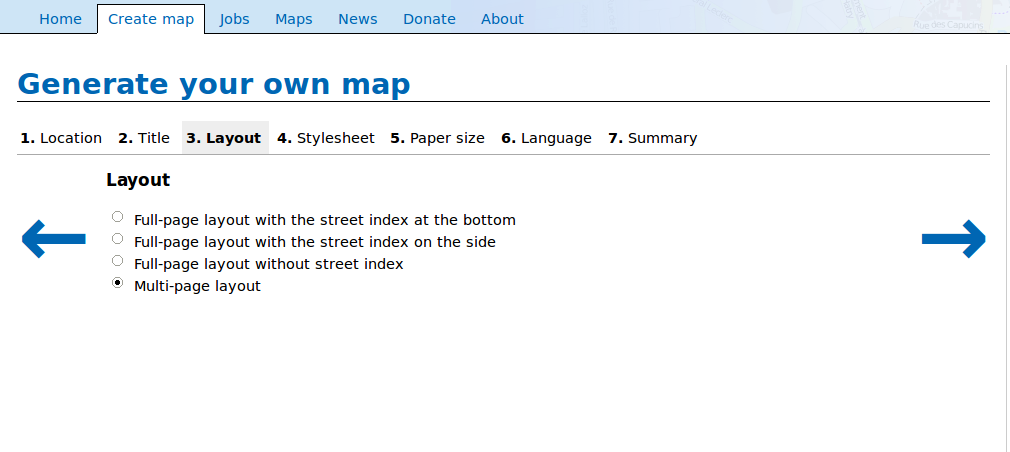 Home Create map Jobs Maps News Donate About
Rue des Capucins
Generate your own map
1. Location 2. Title 3. Layout 4. Stylesheet 5. Paper size 6. Language 7. Summary
Layout
Full-page layout with the street index at the bottom
Full-page layout with the street index on the side
Full-page layout without street index
Multi-page layout